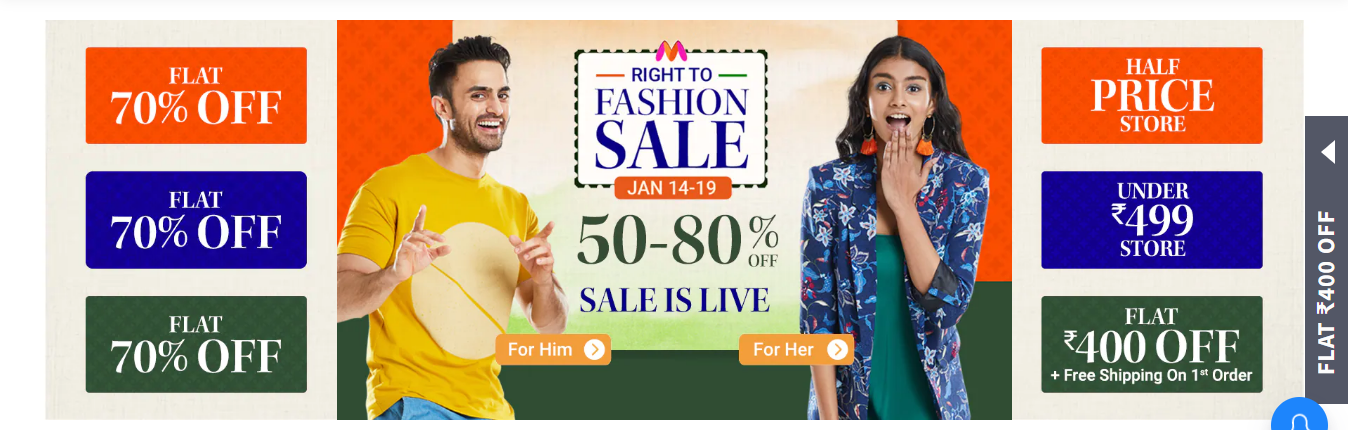 FLAT
70% OFF
FLAT
70% OFF
FLAT
70% OFF
RIGHT TO
FASHION
SALE
JAN 14-19
50-80%
OFF
SALE IS LIVE
For Him
For Her
HALF
PRICE
STORE
UNDER
₹499
STORE
FLAT
₹400 OFF
+ Free Shipping On 1st Order
FLAT ₹400 OFF